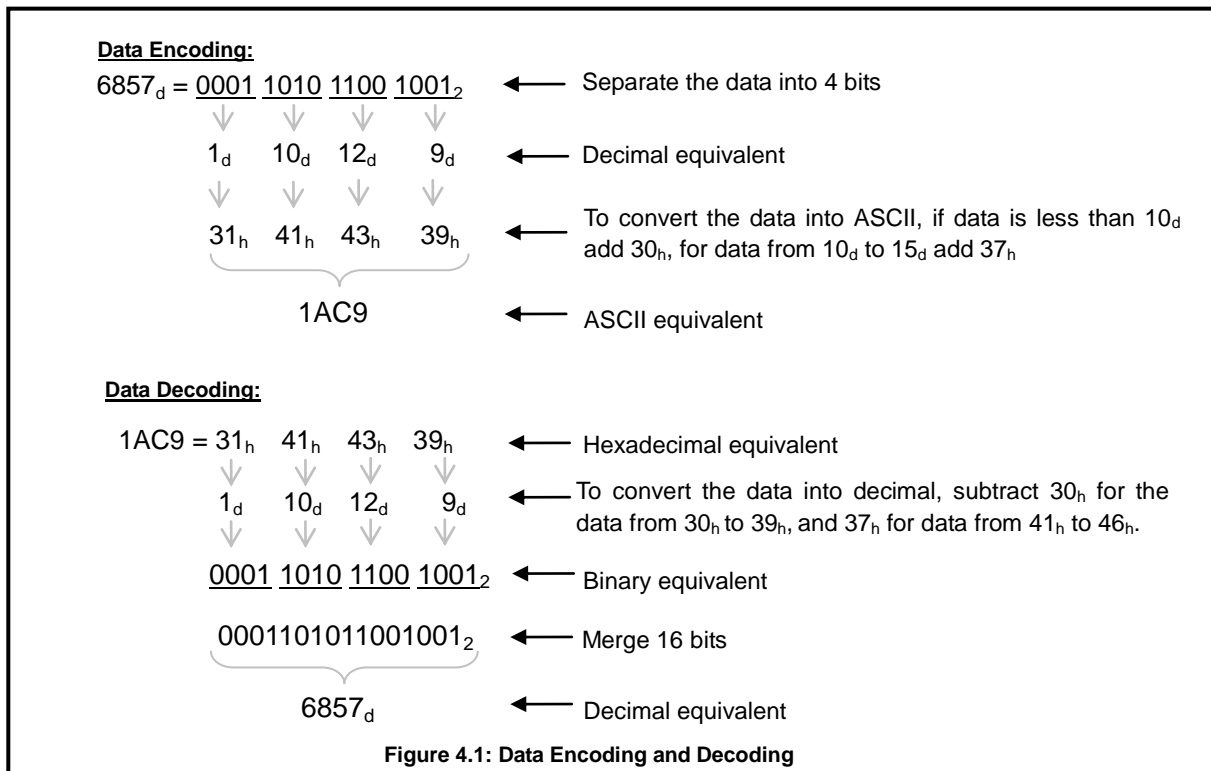 Data Encoding:
6857d = 0001 1010 1100 10012
Separate the data into 4 bits
1d 10d 12d 9d
Decimal equivalent
31h 41h 43h 39h
To convert the data into ASCII, if data is less than 10d
add 30h, for data from 10d to 15d add 37h
1AC9
ASCII equivalent
Data Decoding:
1AC9 = 31h 41h 43h 39h
Hexadecimal equivalent
1d 10d 12d 9d
To convert the data into decimal, subtract 30h for the
data from 30h to 39h, and 37h for data from 41h to 46h.
0001 1010 1100 10012
Binary equivalent
00011010110010012
Merge 16 bits
6857d
Decimal equivalent
Figure 4.1: Data Encoding and Decoding